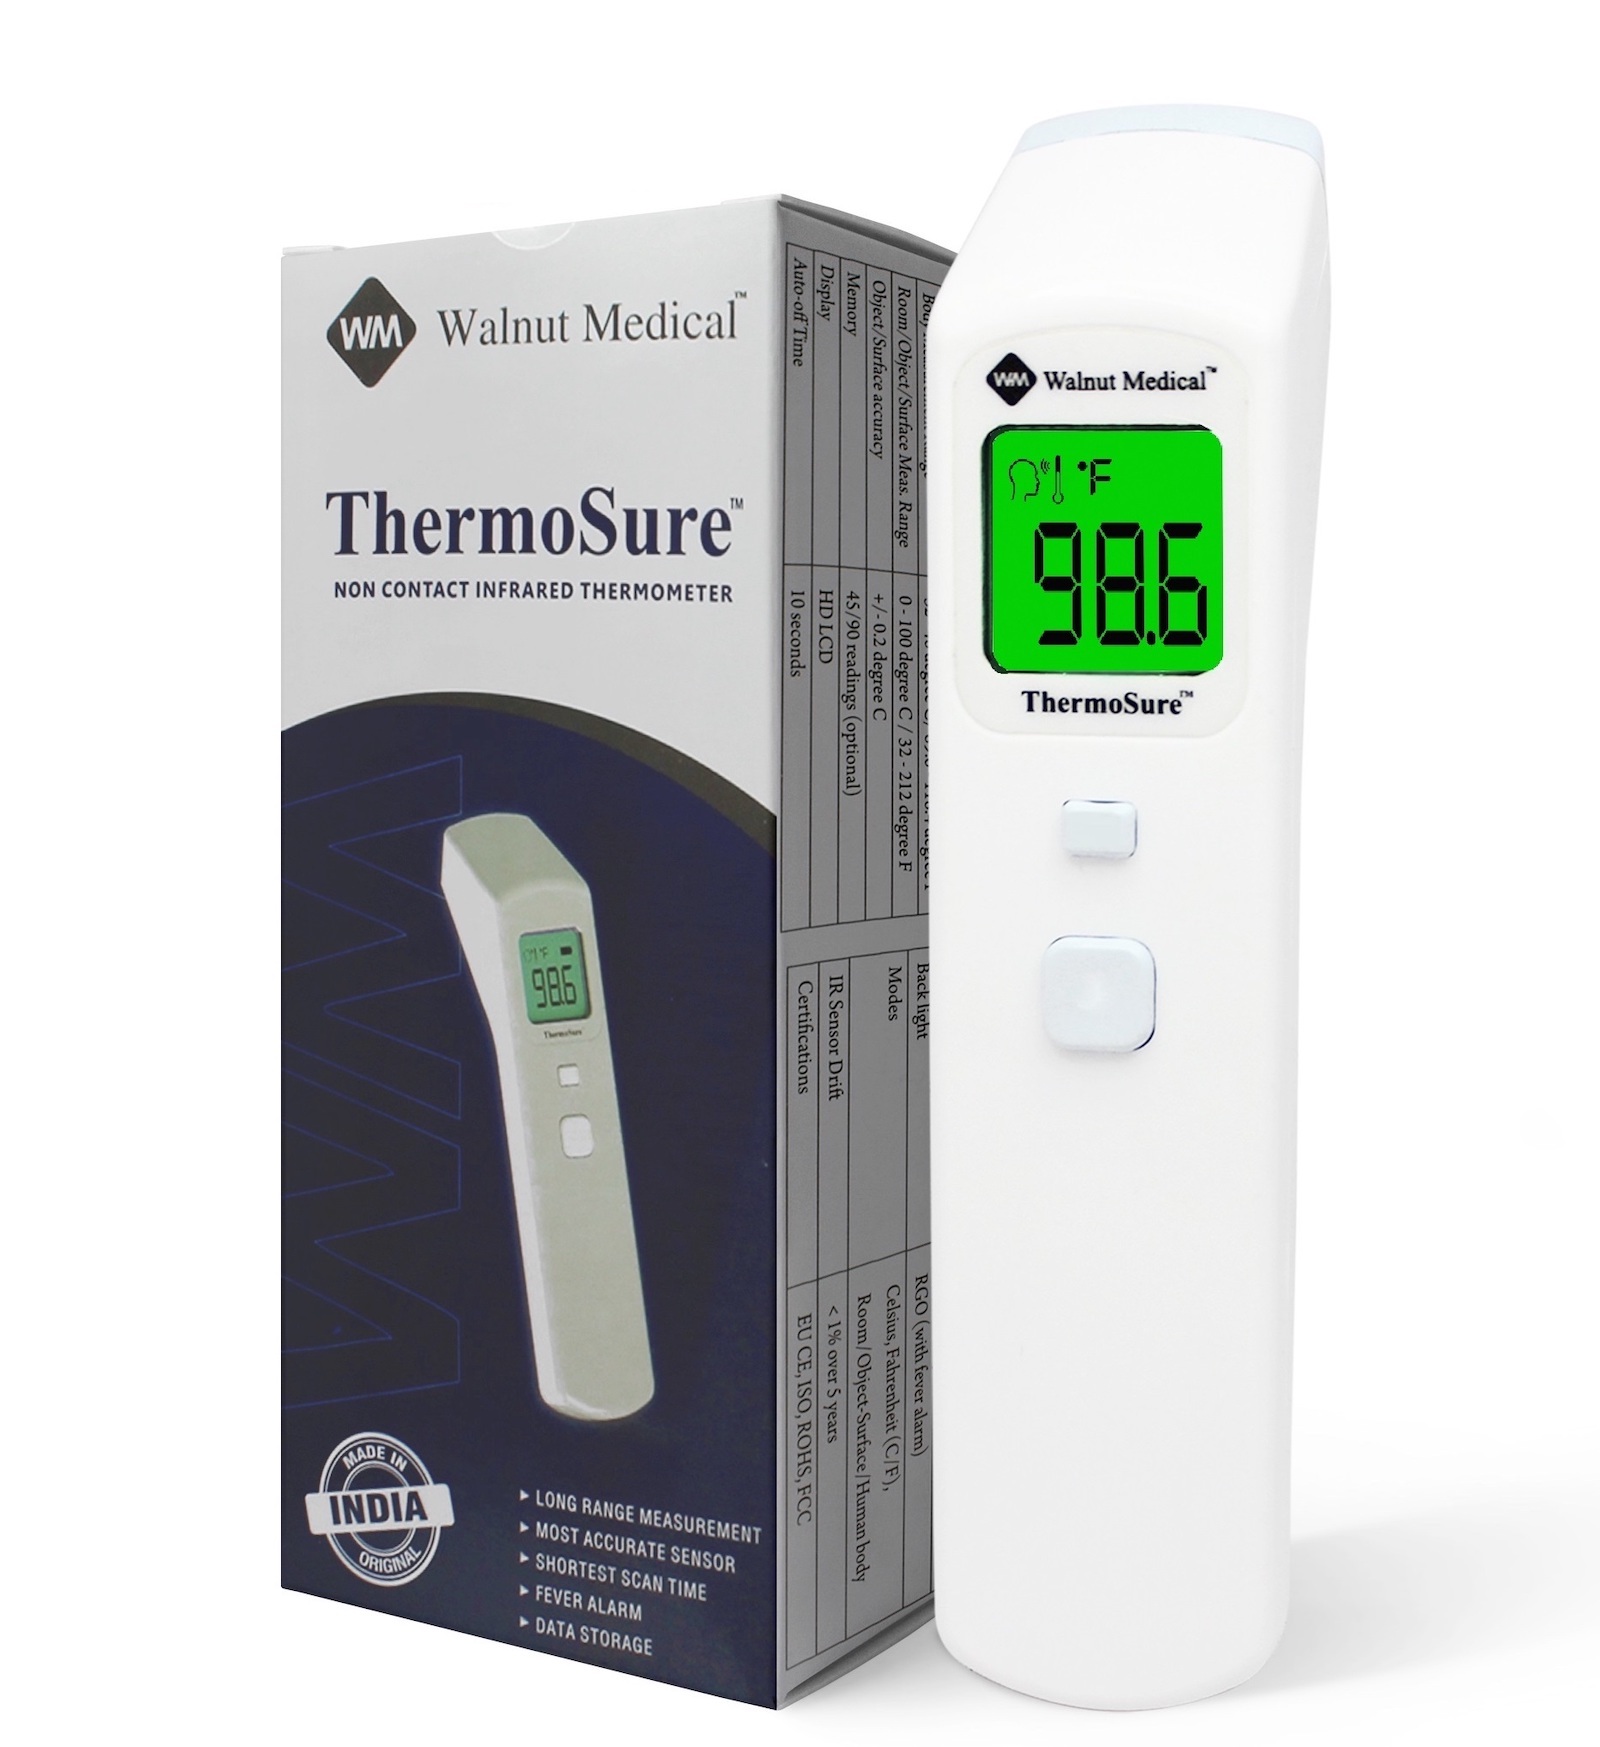 WM Walnut Medical™
ThermoSure™
NON CONTACT INFRARED THERMOMETER
°F
98.6
ThermoSure
MADE IN
INDIA
ORIGINAL
▶ LONG RANGE MEASUREMENT
▶ MOST ACCURATE SENSOR
▶ SHORTEST SCAN TIME
▶ FEVER ALARM
▶ DATA STORAGE
Room/Object/Surface Meas. Range 0 - 100 degree C / 32 - 212 degree F
Object/Surface accuracy +/- 0.2 degree C
Memory 45/90 readings (optional)
Display HD LCD
Auto-off Time 10 seconds
Back light RGO (with fever alarm)
Modes Celsius, Fahrenheit (C/F),
Room/Object-Surface/Human body
IR Sensor Drift < 1% over 5 years
Certifications EU CE, ISO, ROHS, FCC
WM Walnut Medical™
°F
98.6
ThermoSure™